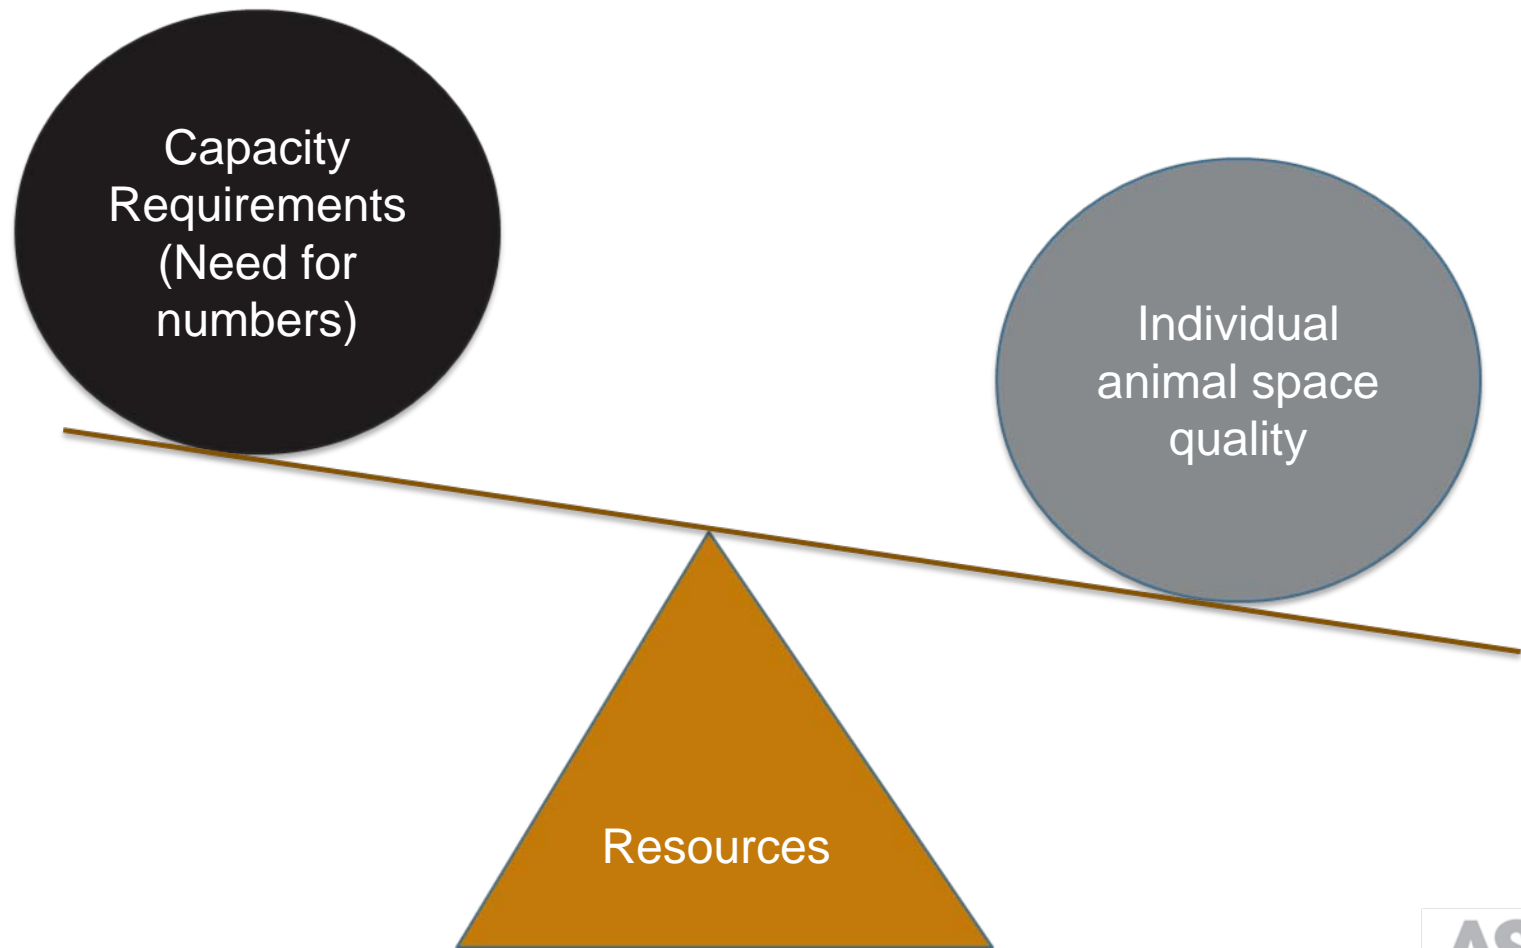 Capacity
Requirements
(Need for
numbers)
Individual
animal space
quality
Resources